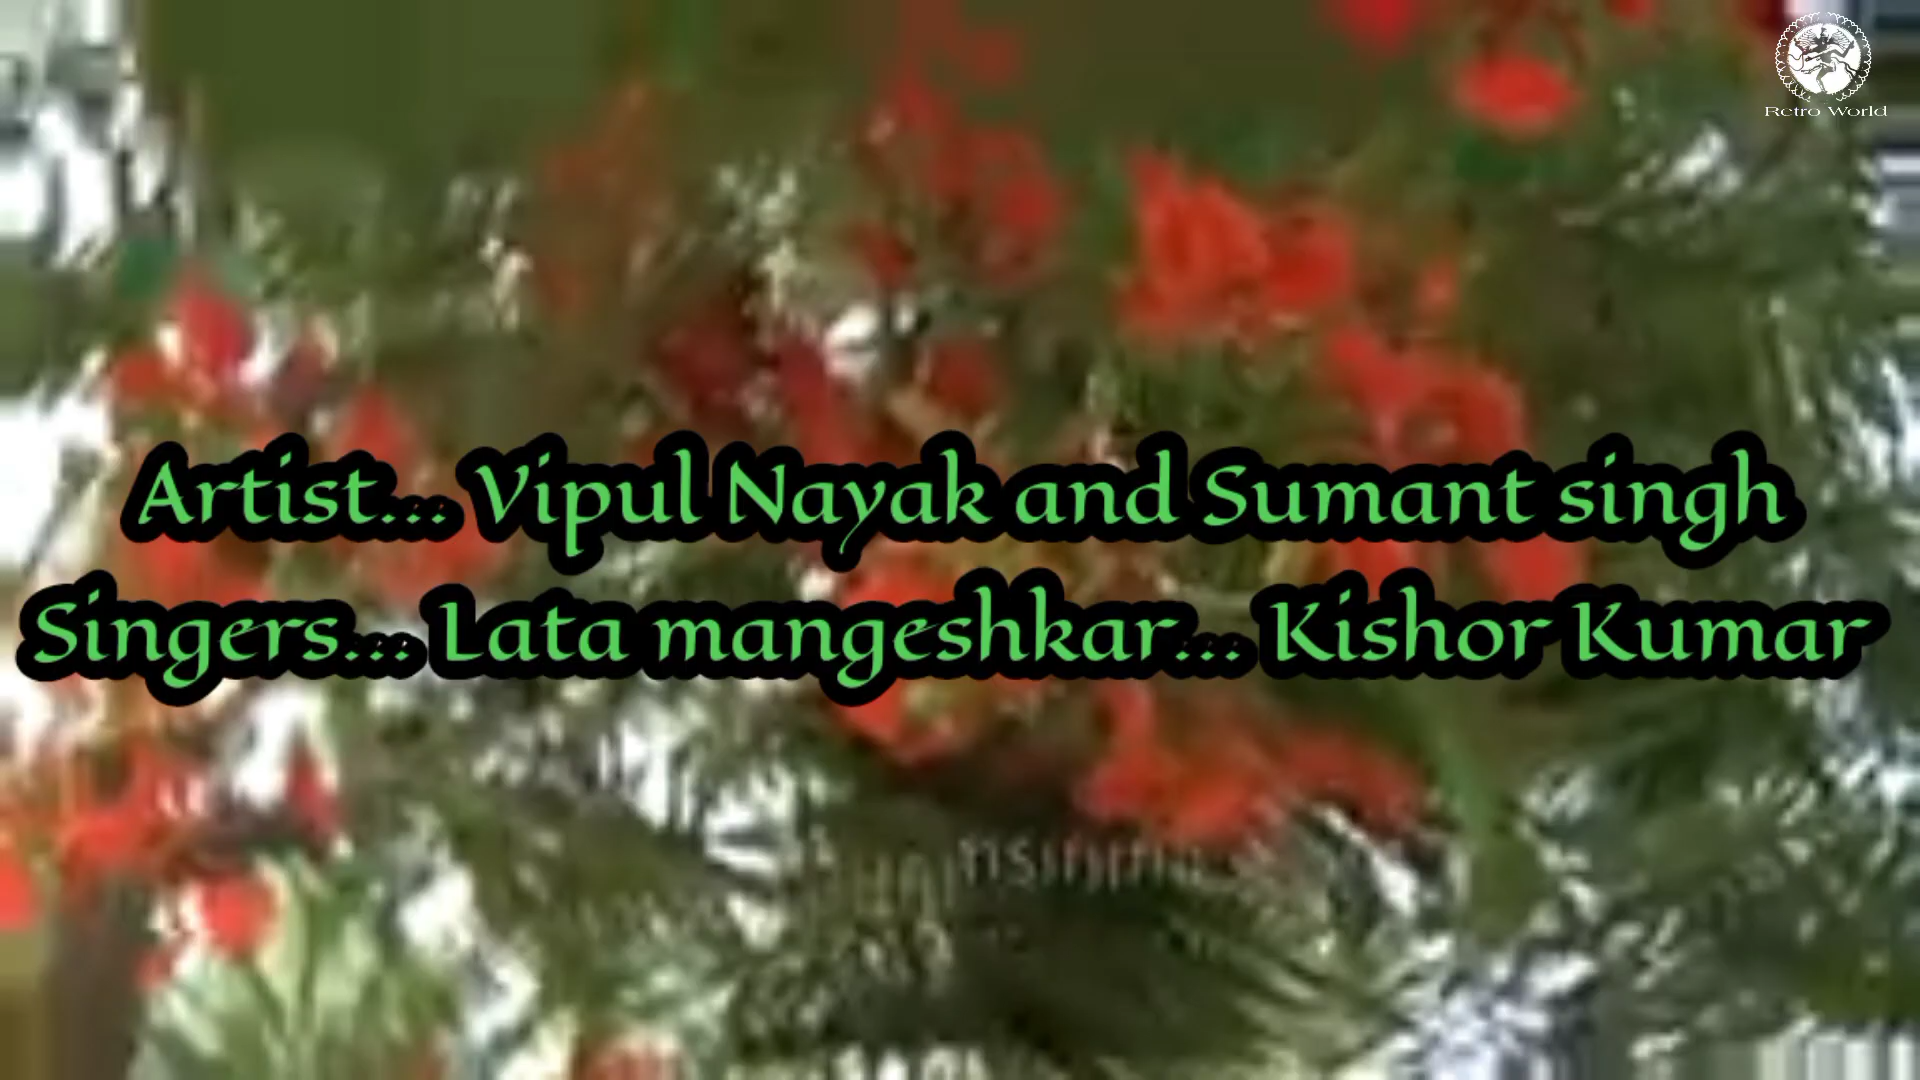 Retro World
Artist... Vipul Nayak and Sumant singh
Singers... Lata mangeshkar... Kishor Kumar